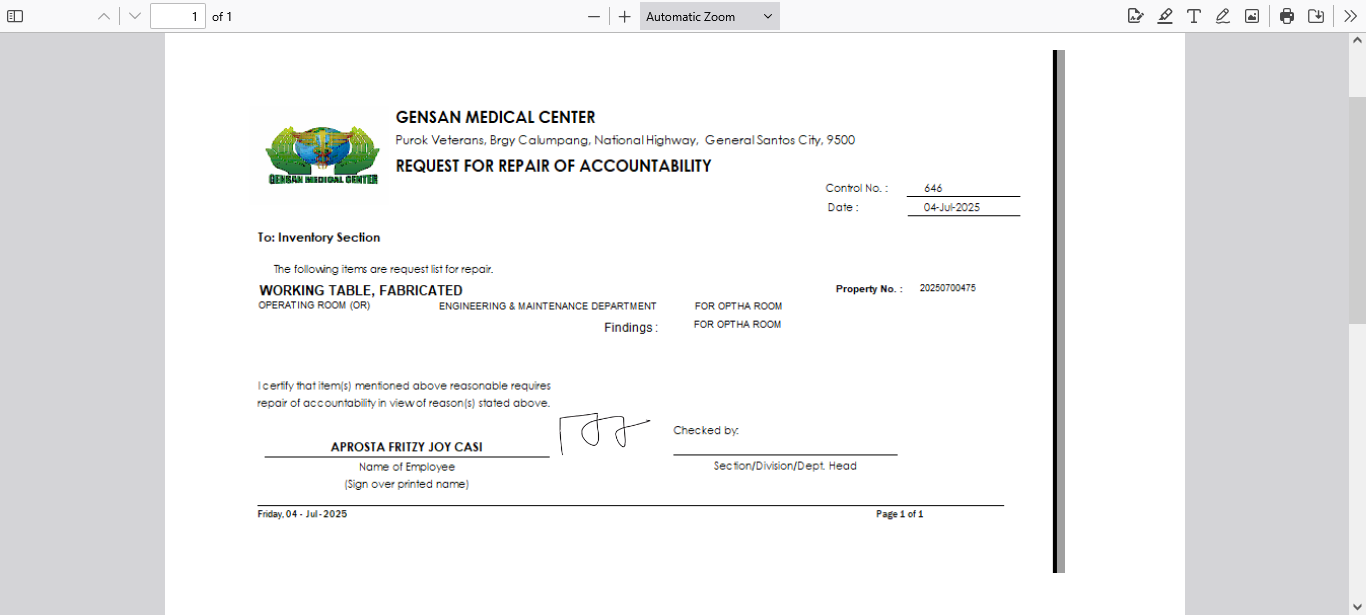 1 of 1 Automatic Zoom
GENSAN MEDICAL CENTER
Purok Veterans, Brgy Calumpang, National Highway, General Santos City, 9500
GENSAN MEDICAL CENTER
REQUEST FOR REPAIR OF ACCOUNTABILITY
Control No. : 646
Date : 04-Jul-2025
To: Inventory Section
The following items are request list for repair.
WORKING TABLE, FABRICATED Property No. : 20250700475
OPERATING ROOM (OR) ENGINEERING & MAINTENANCE DEPARTMENT FOR OPTHA ROOM
Findings : FOR OPTHA ROOM
I certify that item(s) mentioned above reasonable requires
repair of accountability in view of reason(s) stated above.
Checked by:
APROSTA FRITZY JOY CASI
Name of Employee Section/Division/Dept. Head
(Sign over printed name)
Friday, 04 - Jul - 2025 Page 1 of 1